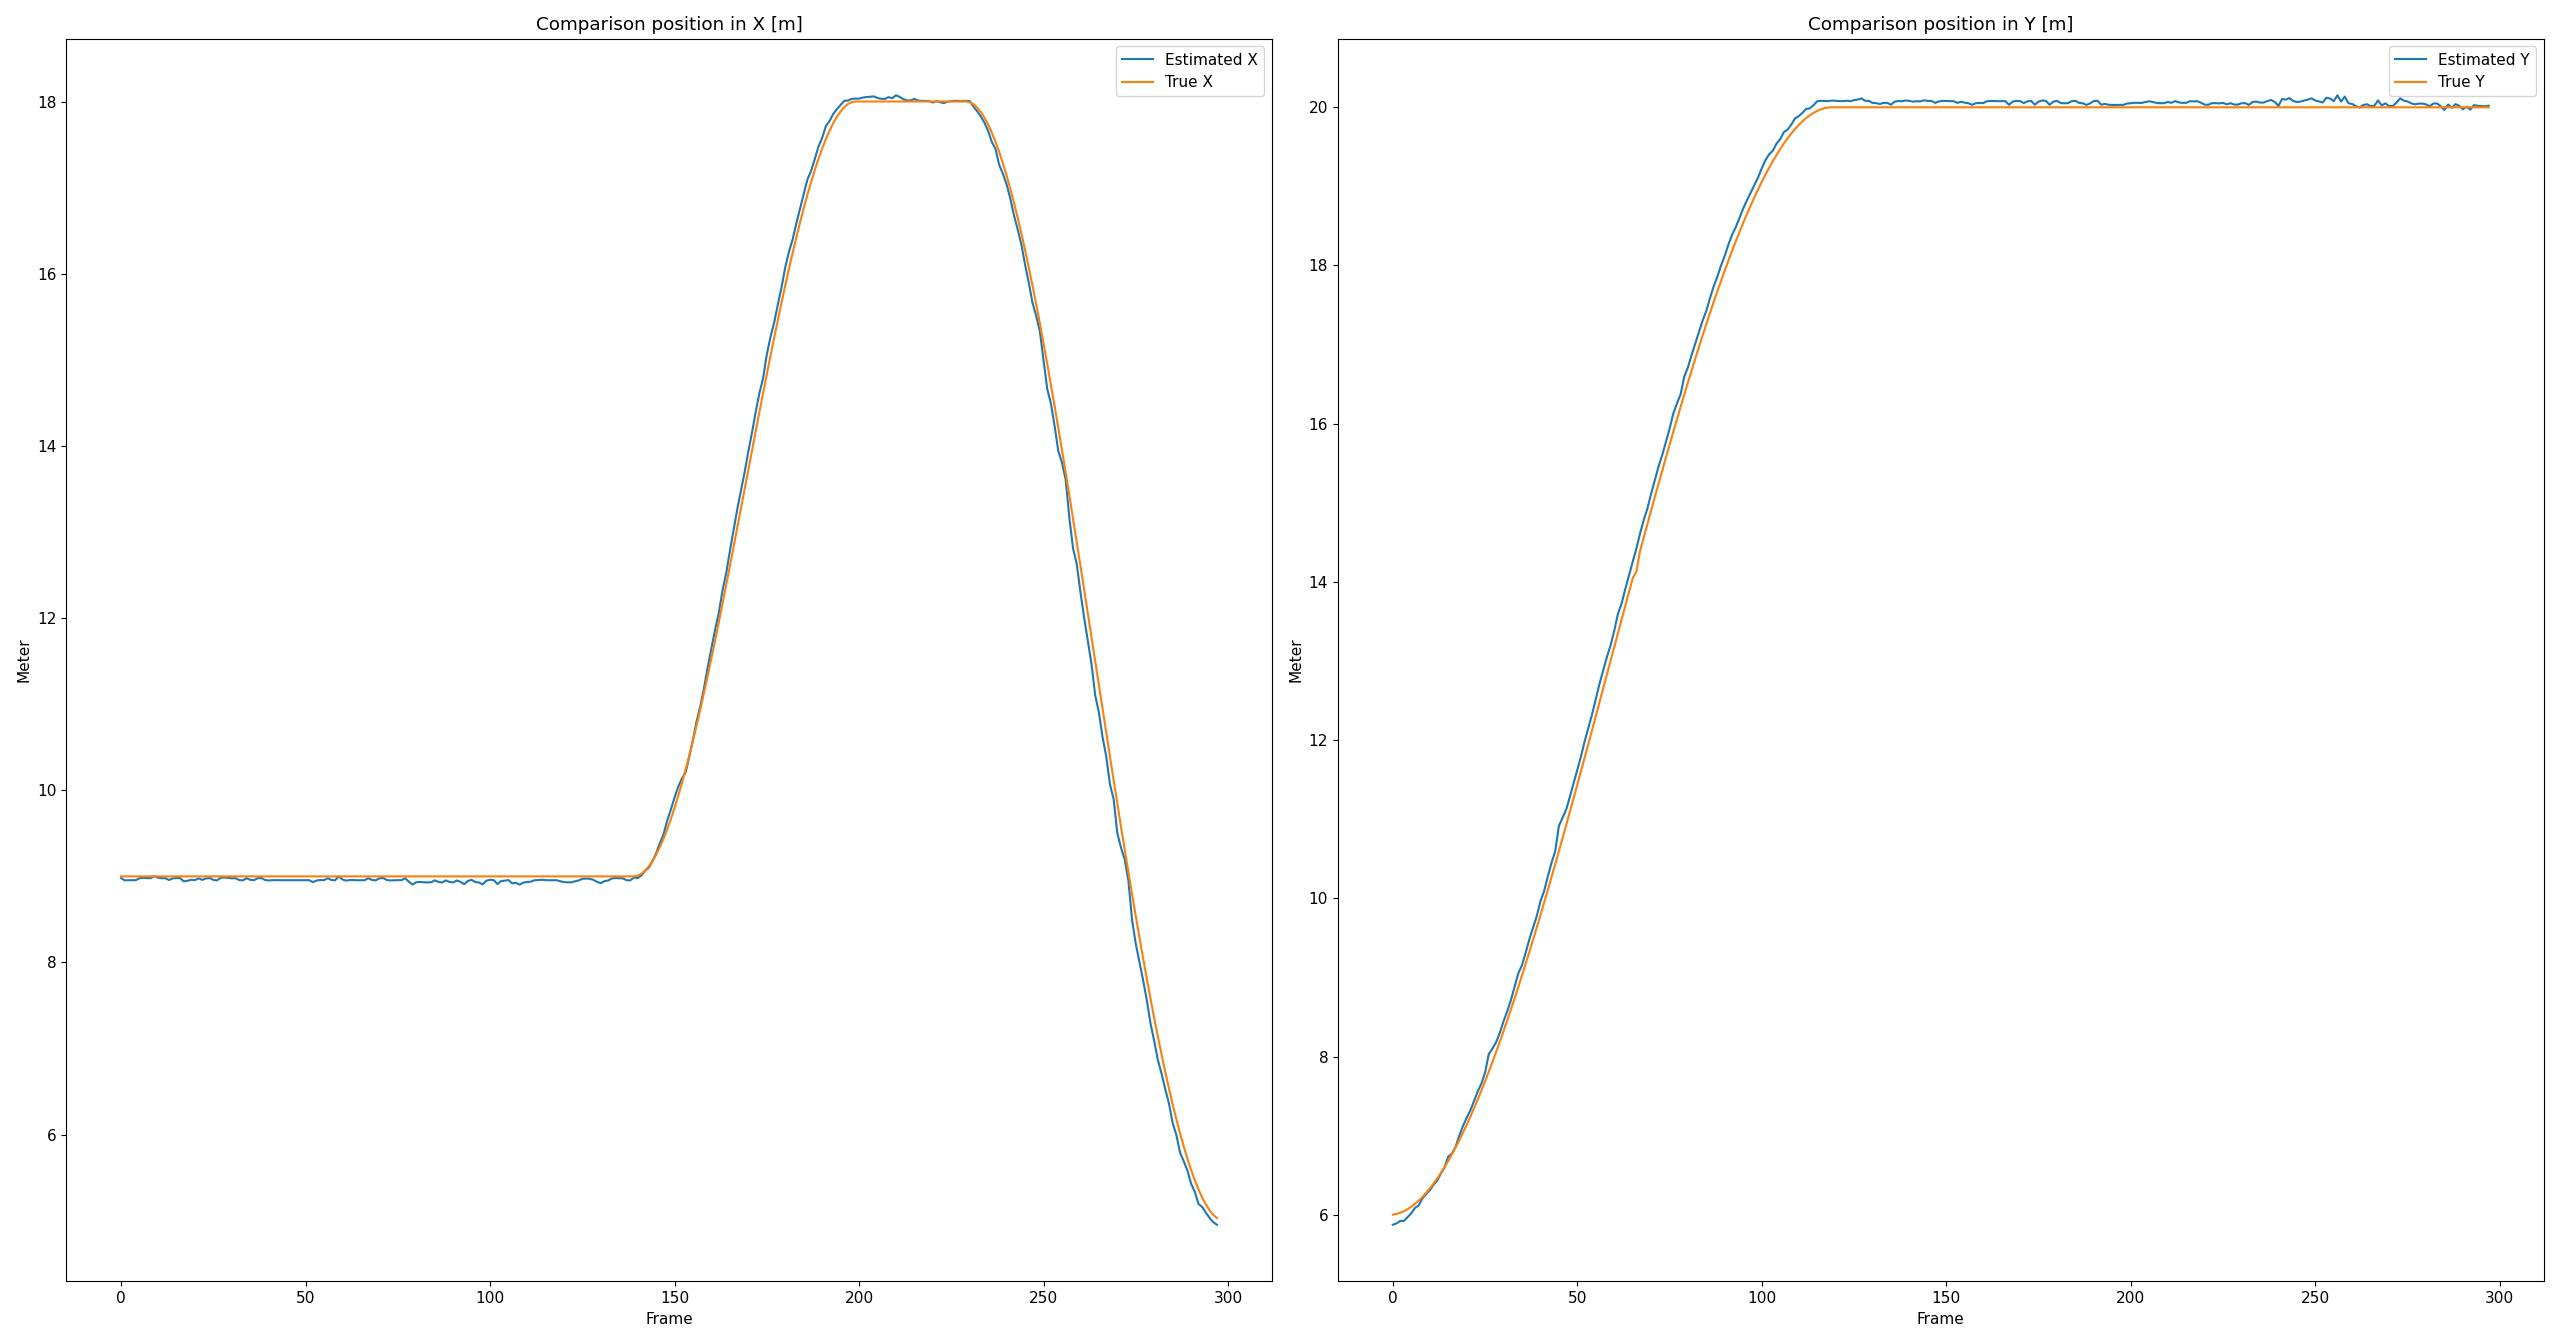 Comparison position in X [m]
Estimated X
True X
18
16
14
12
10
8
6
Meter
0 50 100 150 200 250 300
Frame
Comparison position in Y [m]
Estimated Y
True Y
20
18
16
14
12
10
8
6
Meter
0 50 100 150 200 250 300
Frame